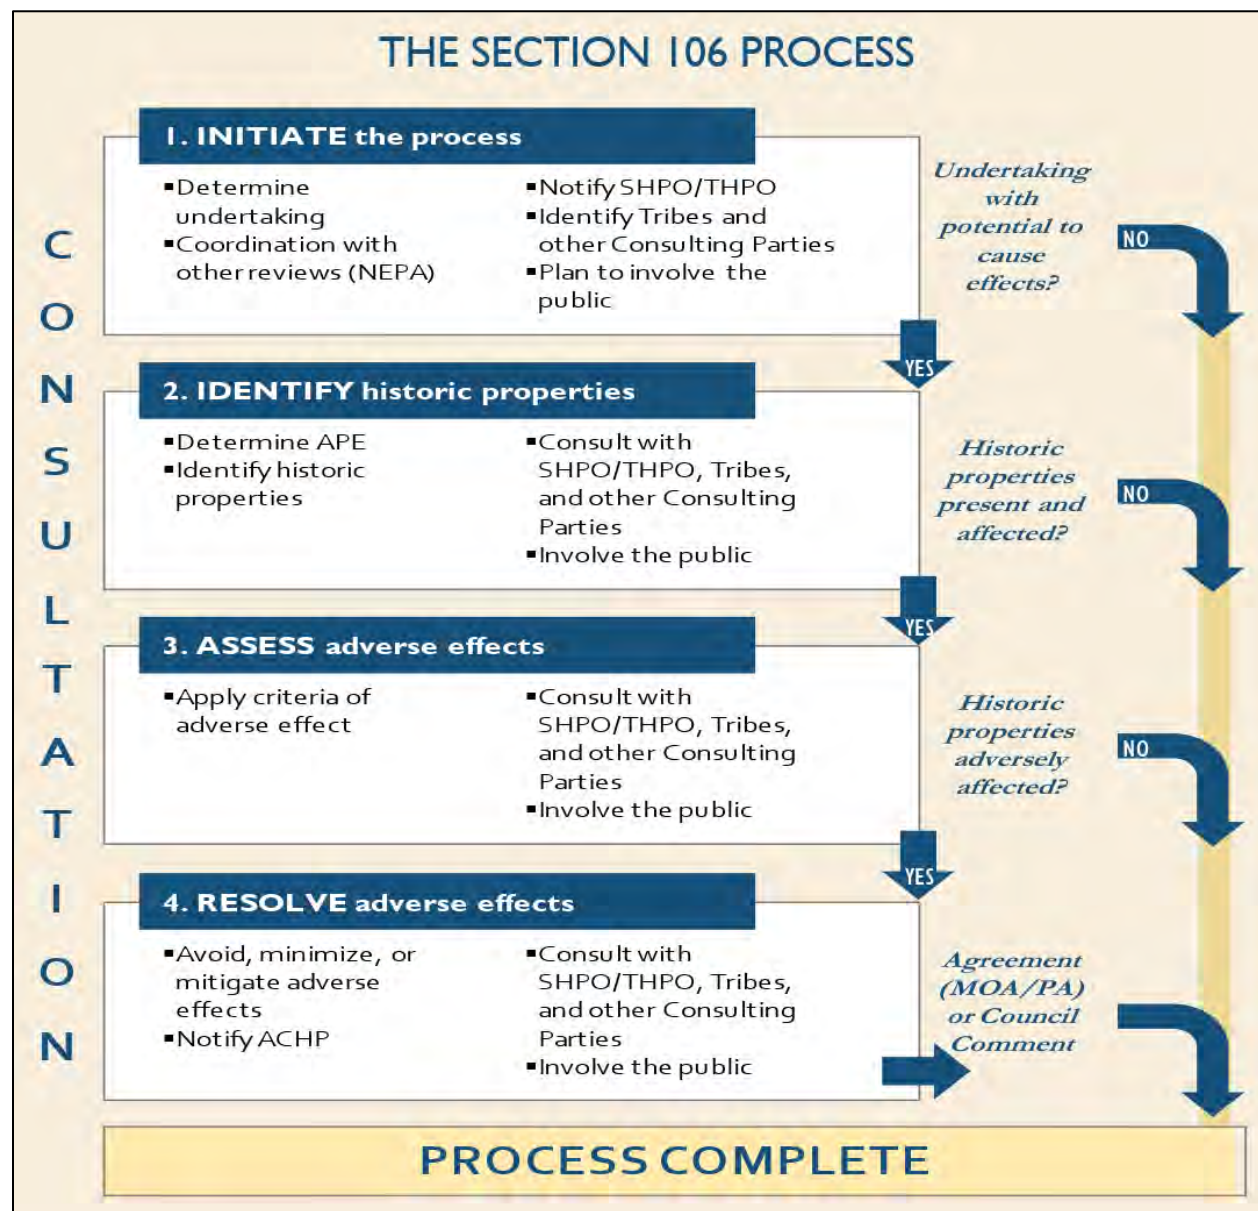 THE SECTION 106 PROCESS
CONSULTATION
1. INITIATE the process
▪Determine
undertaking
▪Coordination with
other reviews (NEPA)
▪Notify SHPO/THPO
▪Identify Tribes and
other Consulting Parties
▪Plan to involve the
public
Undertaking
with
potential to
cause
effects?
NO
YES
2. IDENTIFY historic properties
▪Determine APE
▪Identify historic
properties
▪Consult with
SHPO/THPO, Tribes,
and other Consulting
Parties
▪Involve the public
Historic
properties
present and
affected?
NO
YES
3. ASSESS adverse effects
▪Apply criteria of
adverse effect
▪Consult with
SHPO/THPO, Tribes,
and other Consulting
Parties
▪Involve the public
Historic
properties
adversely
affected?
NO
YES
4. RESOLVE adverse effects
▪Avoid, minimize, or
mitigate adverse
effects
▪Notify ACHP
▪Consult with
SHPO/THPO, Tribes,
and other Consulting
Parties
▪Involve the public
Agreement
(MOA/PA)
or Council
Comment
PROCESS COMPLETE